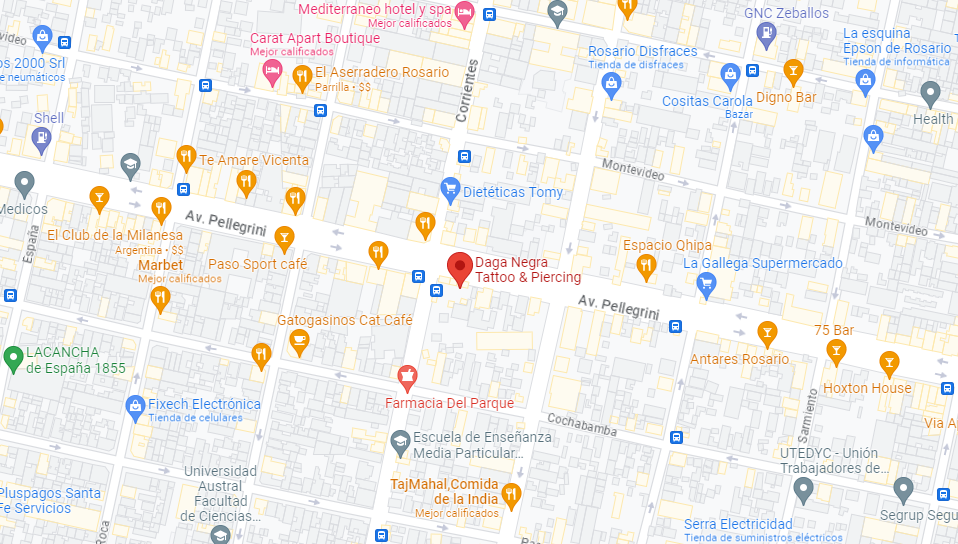 Mediterraneo hotel y spa
Mejor calificados
GNC Zeballos
Carat Apart Boutique
Mejor calificados
La esquina
Epson de Rosario
Tienda de informática
Rosario Disfraces
Tienda de disfraces
os 2000 Srl
e neumáticos
El Aserradero Rosario
Parrilla • $$
Corrientes
Cositas Carola
Bazar
Digno Bar
Health
Shell
Te Amare Vicenta
Montevideo
Dietéticas Tomy
Medicos
Av. Pellegrini
Montevideo
El Club de la Milanesa
Argentina • $$
España
Marbet
Mejor calificados
Paso Sport café
Espacio Qhipa
Daga Negra
Tattoo & Piercing
La Gallega Supermercado
Av. Pellegrini
Gatogasinos Cat Café
75 Bar
LACANCHA
de España 1855
Antares Rosario
Hoxton House
Fixech Electrónica
Tienda de celulares
Farmacia Del Parque
Cochabamba
Sarmiento
Via A
Escuela de Enseñanza
Media Particular...
UTEDYC - Unión
Trabajadores de...
Universidad
Austral
Facultad
de Ciencias...
TajMahal,Comida
de la India
Mejor calificados
Pluspagos Santa
Fe Servicios
Roca
Segrup Segu
Serra Electricidad
Tienda de suministros eléctricos